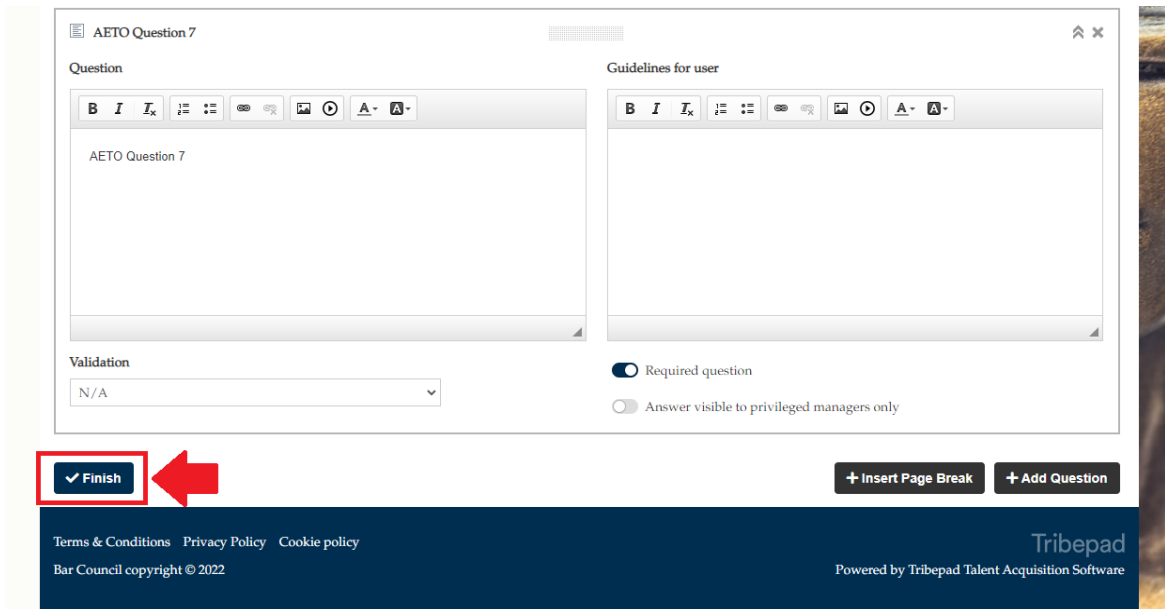 AETO Question 7
Question
Guidelines for user
B I Tx A A
B I Tx A A
AETO Question 7
Validation
N/A
Required question
Answer visible to privileged managers only
Finish
+ Insert Page Break
+ Add Question
Terms & Conditions Privacy Policy Cookie policy
Tribepad
Bar Council copyright © 2022
Powered by Tribepad Talent Acquisition Software